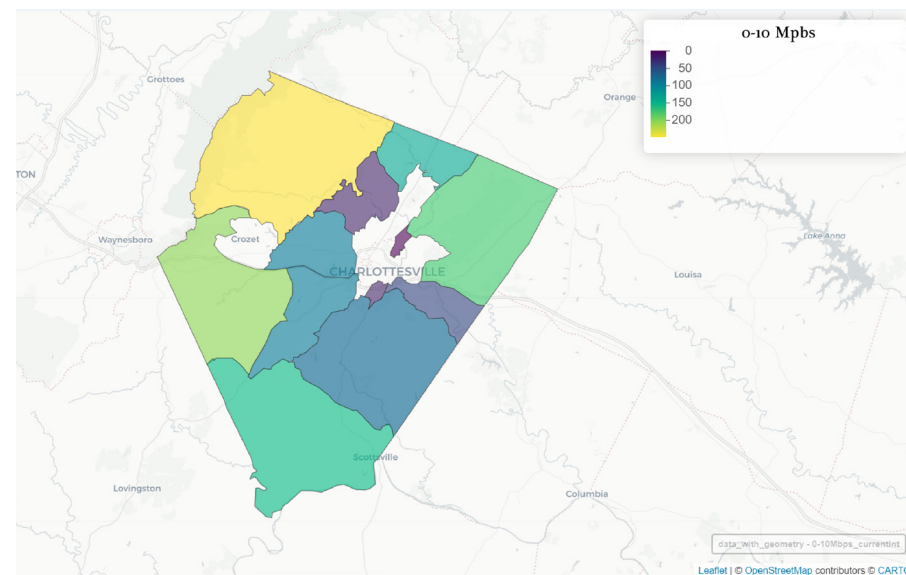 0-10 Mpbs
0
50
100
150
200
Grottoes
Orange
TON
Waynesboro
Crozet
Lake Anna
CHARLOTTESVILLE
Louisa
Scottsville
Lovingston
Columbia
data_with_geometry - 0-10Mbps_currentint
Leaflet | © OpenStreetMap contributors © CARTO